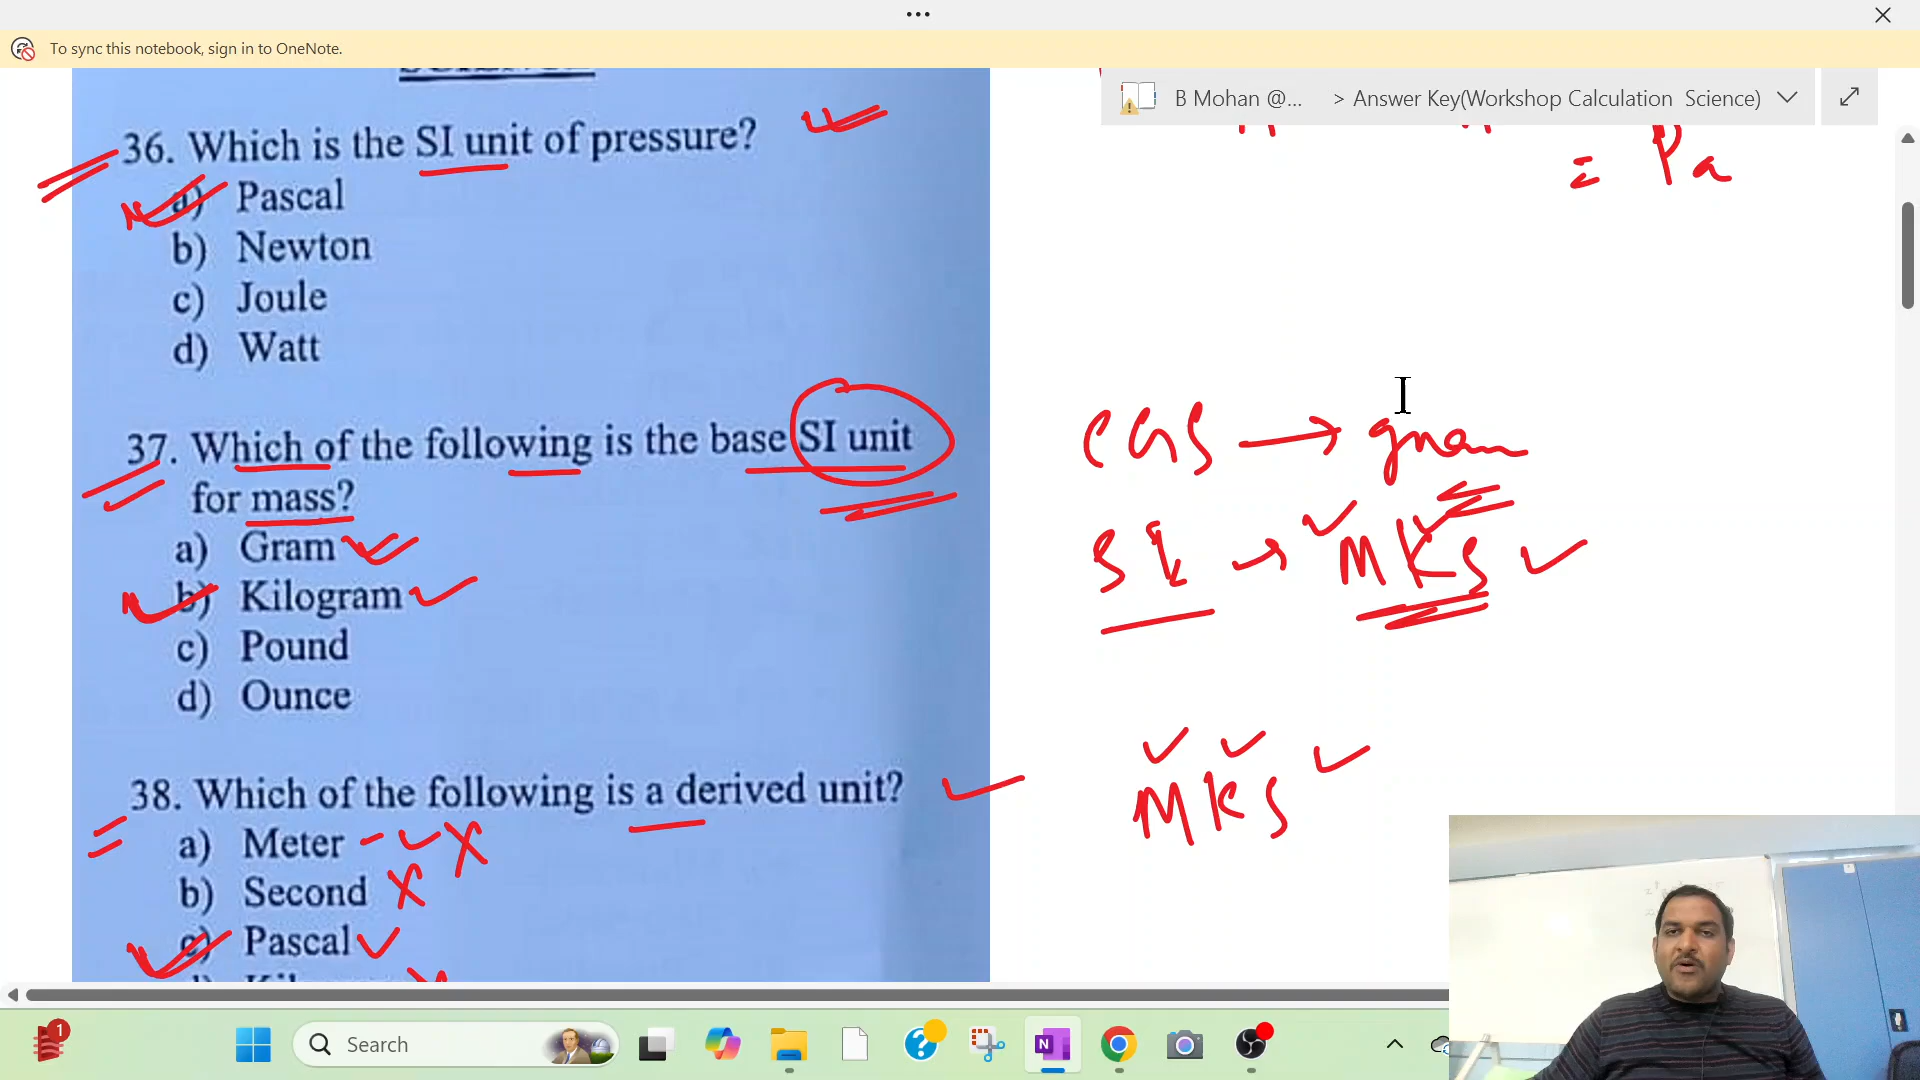 To sync this notebook, sign in to OneNote.
B Mohan @... > Answer Key(Workshop Calculation Science)
= Pa
36. Which is the SI unit of pressure?
a) Pascal
b) Newton
c) Joule
d) Watt
37. Which of the following is the base SI unit
for mass?
a) Gram
b) Kilogram
c) Pound
d) Ounce
CGS → gram
SI → MKS
MKS
38. Which of the following is a derived unit?
a) Meter
b) Second
c) Pascal
1
Search